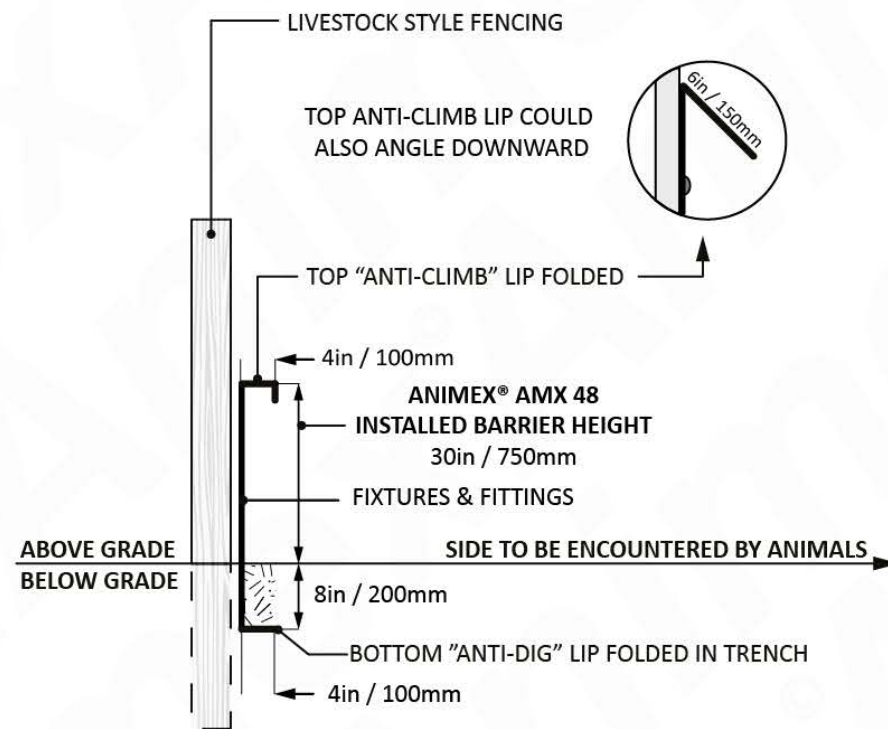 LIVESTOCK STYLE FENCING
TOP ANTI-CLIMB LIP COULD
ALSO ANGLE DOWNWARD
6in / 150mm
TOP “ANTI-CLIMB” LIP FOLDED
4in / 100mm
ANIMEX® AMX 48
INSTALLED BARRIER HEIGHT
30in / 750mm
FIXTURES & FITTINGS
ABOVE GRADE
SIDE TO BE ENCOUNTERED BY ANIMALS
BELOW GRADE
8in / 200mm
BOTTOM ”ANTI-DIG” LIP FOLDED IN TRENCH
4in / 100mm